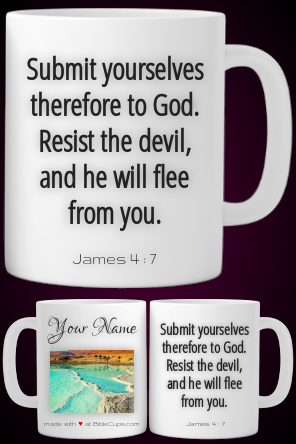 Submit yourselves
therefore to God.
Resist the devil,
and he will flee
from you.
James 4:7
Your Name
made with ♥ at BibleCups.com
Submit yourselves
therefore to God.
Resist the devil,
and he will flee
from you.
James 4:7